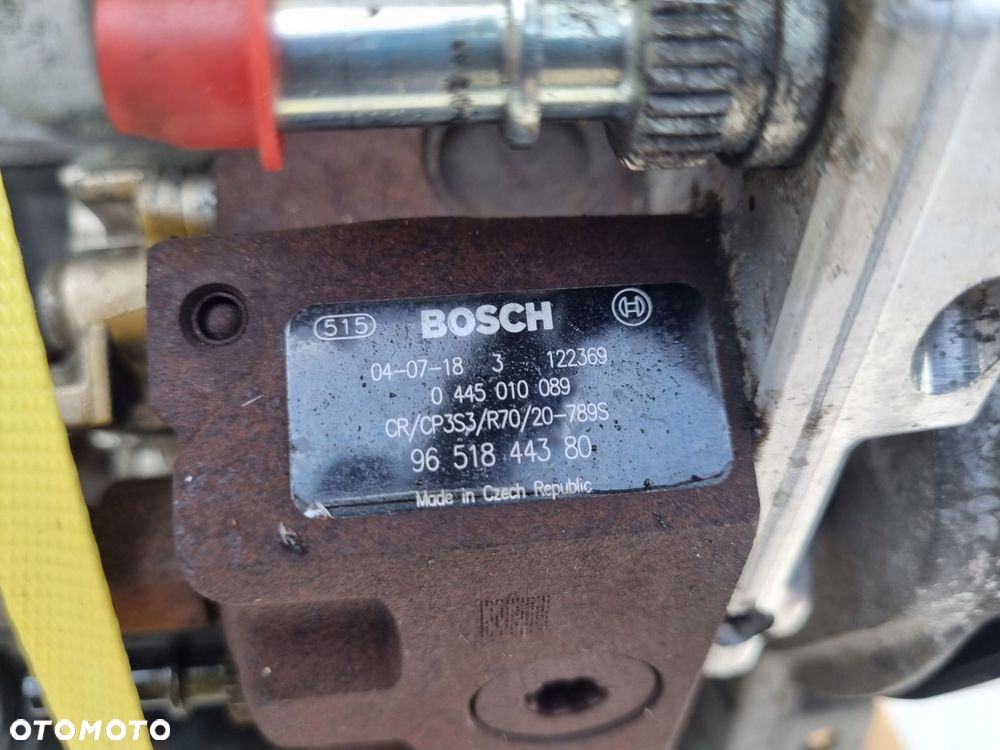 515 BOSCH
04-07-18 3 122369
0 445 010 089
CR/CP3S3/R70/20-789S
96 518 443 80
Made in Czech Republic
OTOMOTO